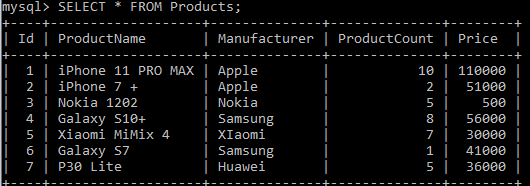 mysql> SELECT * FROM Products;
+----+------------------+--------------+--------------+--------+
| Id | ProductName      | Manufacturer | ProductCount | Price  |
+----+------------------+--------------+--------------+--------+
|  1 | iPhone 11 PRO MAX | Apple        |           10 | 110000 |
|  2 | iPhone 7 +       | Apple        |            2 |  51000 |
|  3 | Nokia 1202       | Nokia        |            5 |    500 |
|  4 | Galaxy S10+      | Samsung      |            8 |  56000 |
|  5 | Xiaomi MiMix 4   | XIaomi       |            7 |  30000 |
|  6 | Galaxy S7        | Samsung      |            1 |  41000 |
|  7 | P30 Lite         | Huawei       |            5 |  36000 |
+----+------------------+--------------+--------------+--------+